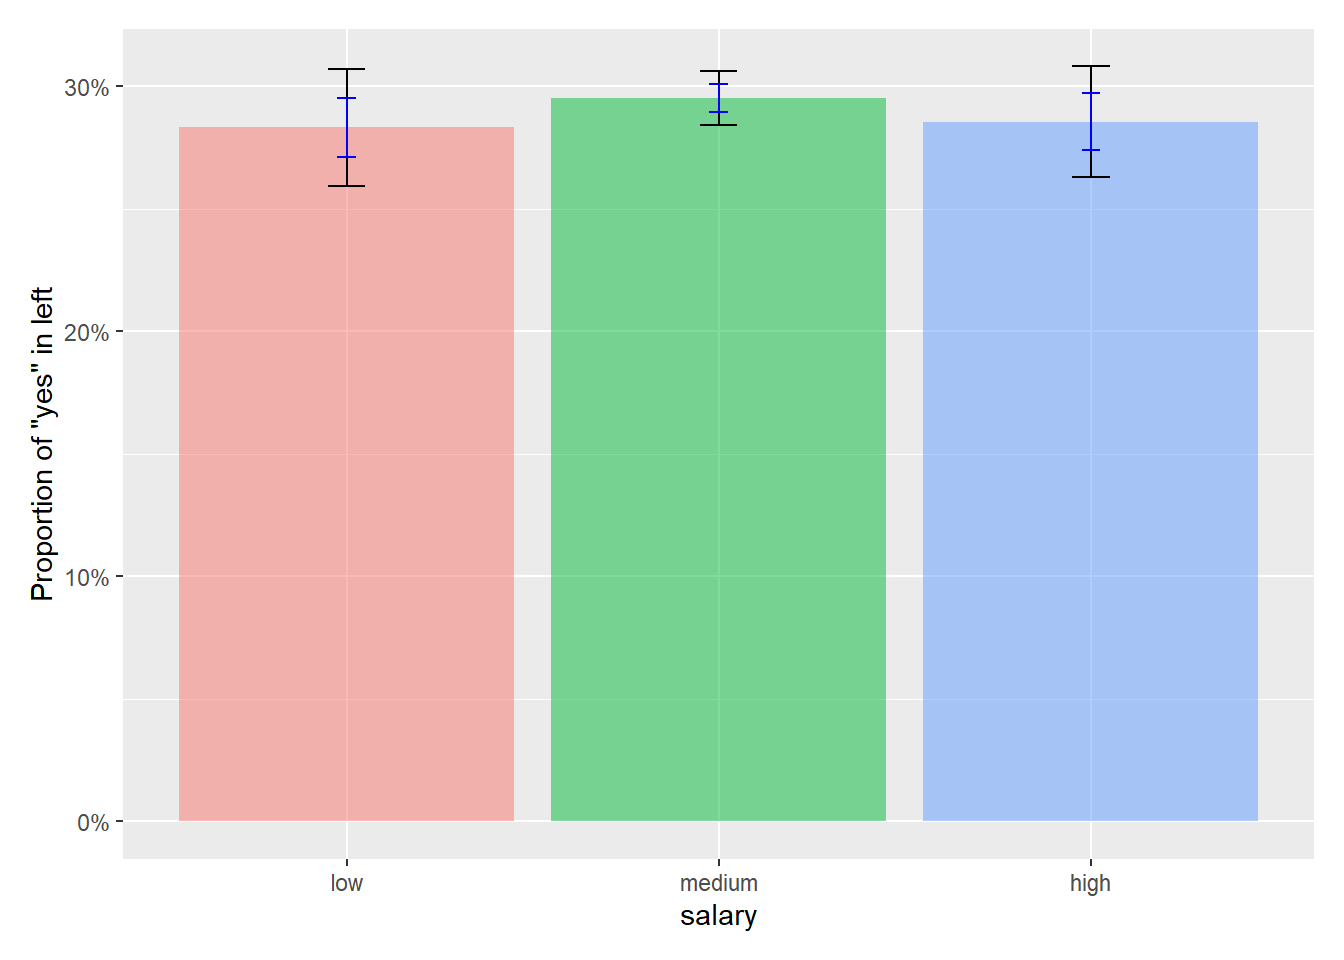 30%
20%
10%
0%
Proportion of "yes" in left
low
medium
high
salary